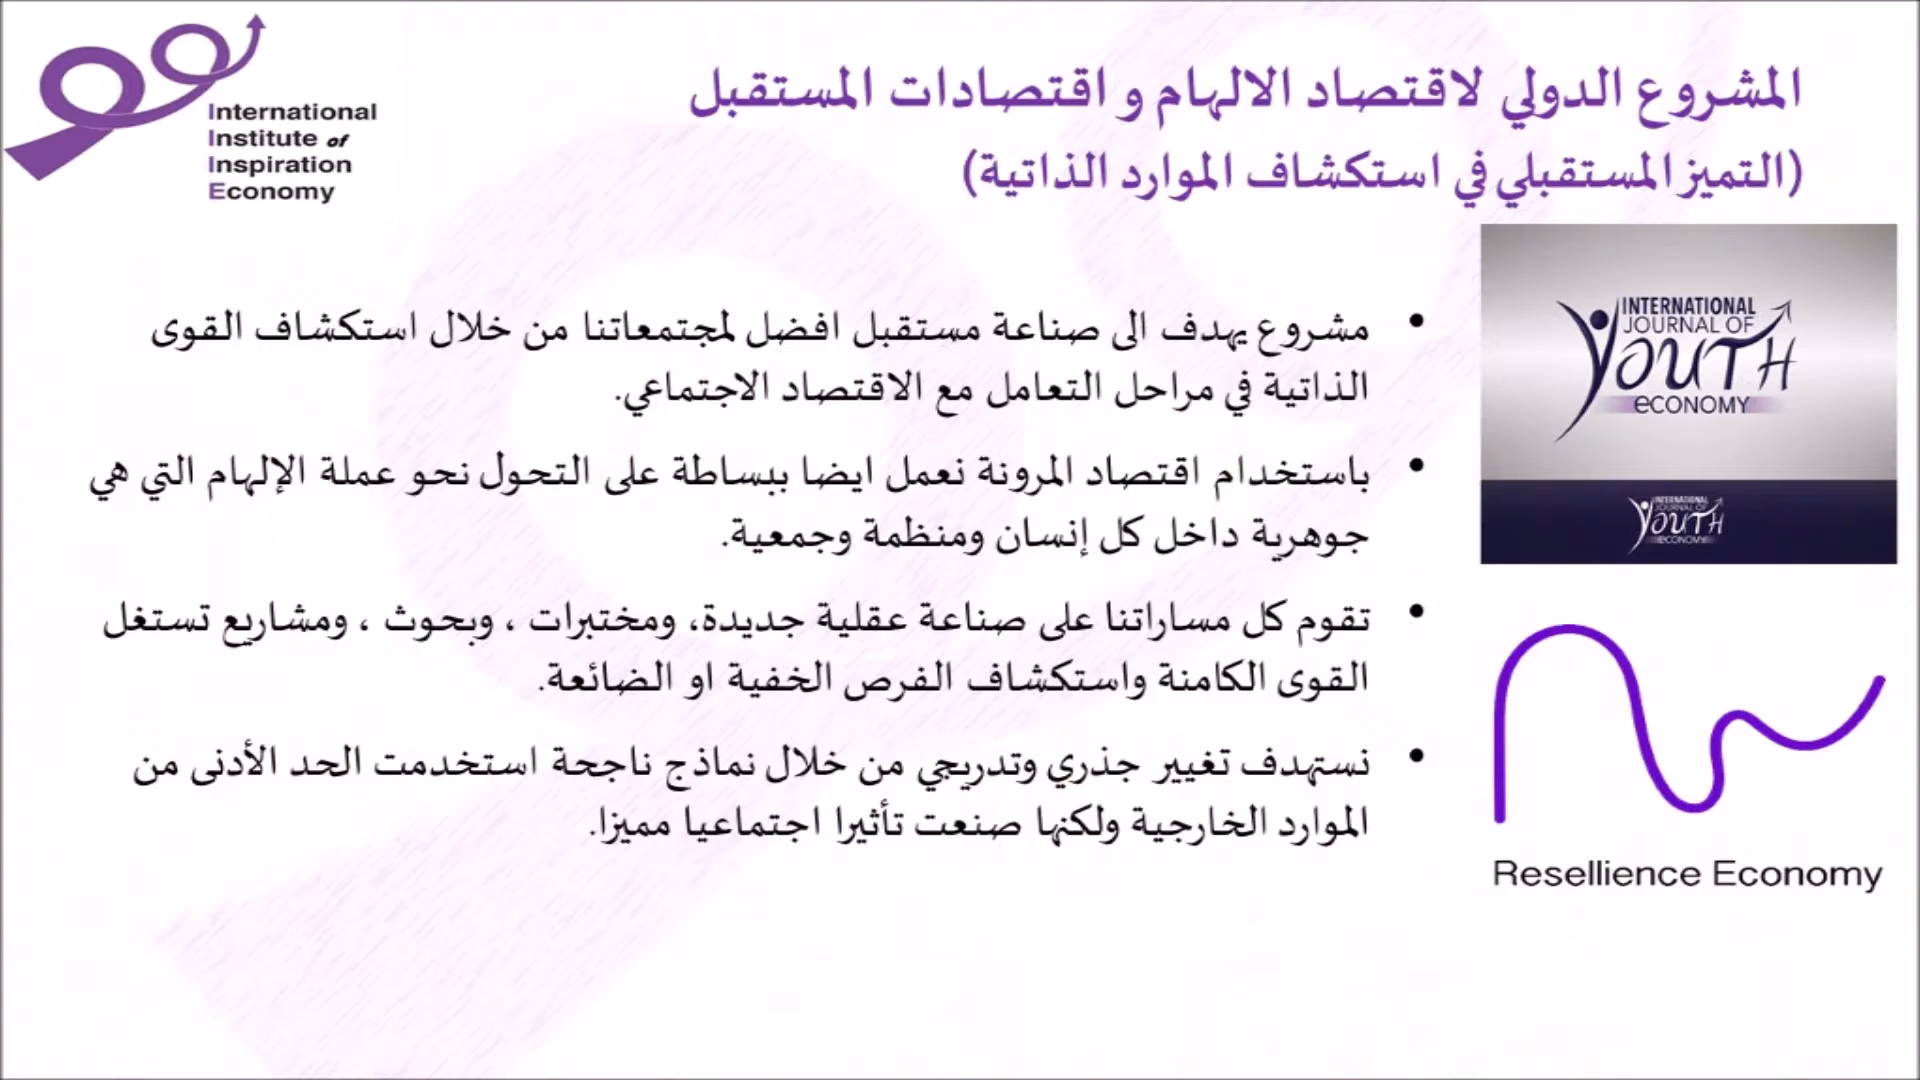 International
Institute of
Inspiration
Economy
المشروع الدولي لاقتصاد الالهام و اقتصادات المستقبل
(التميز المستقبلي في استكشاف الموارد الذاتية)
INTERNATIONAL
JOURNAL OF
YOUTH
eCONOMY
INTERNATIONAL
JOURNAL OF
YOUTH
ECONOMY
• مشروع يهدف الى صناعة مستقبل افضل لمجتمعاتنا من خلال استكشاف القوى
الذاتية في مراحل التعامل مع الاقتصاد الاجتماعي.
• باستخدام اقتصاد المرونة نعمل ايضا ببساطة على التحول نحو عملة الإلهام التي هي
جوهرية داخل كل إنسان ومنظمة وجمعية.
• تقوم كل مساراتنا على صناعة عقلية جديدة، ومختبرات ، وبحوث ، ومشاريع تستغل
القوى الكامنة واستكشاف الفرص الخفية او الضائعة.
• نستهدف تغيير جذري وتدريجي من خلال نماذج ناجحة استخدمت الحد الأدنى من
الموارد الخارجية ولكنها صنعت تأثيرا اجتماعيا مميزا.
Resellience Economy